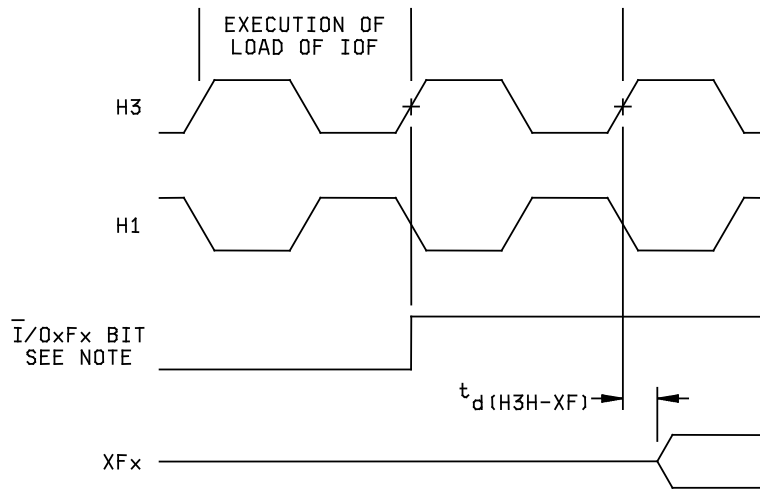 EXECUTION OF
LOAD OF IOF
H3
H1
I̅/OxFx BIT
SEE NOTE
td(H3H-XF)
XFx